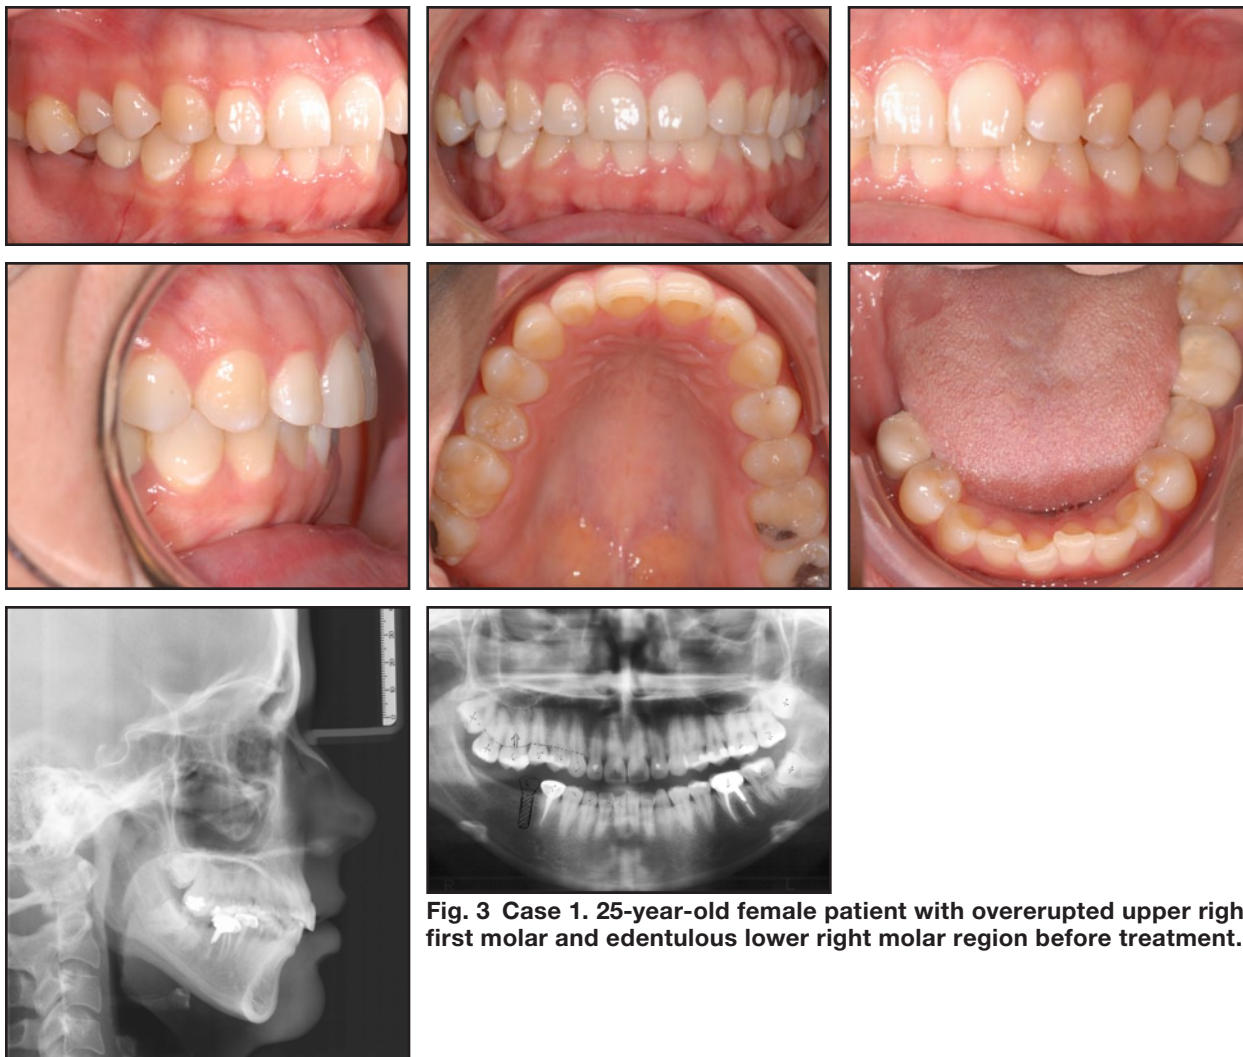 R
L
Fig. 3 Case 1. 25-year-old female patient with overerupted upper righ
first molar and edentulous lower right molar region before treatment.